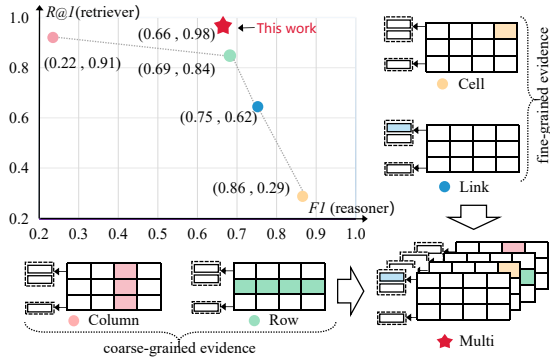 R@1(retriever)
1.0
0.8
0.6
0.4
0.2
(0.66 , 0.98)
This work
(0.22 , 0.91)
(0.69 , 0.84)
(0.75 , 0.62)
(0.86 , 0.29)
F1 (reasoner)
0.2 0.3 0.4 0.5 0.6 0.7 0.8 0.9 1.0
Cell
Link
fine-grained evidence
Column
Row
coarse-grained evidence
Multi